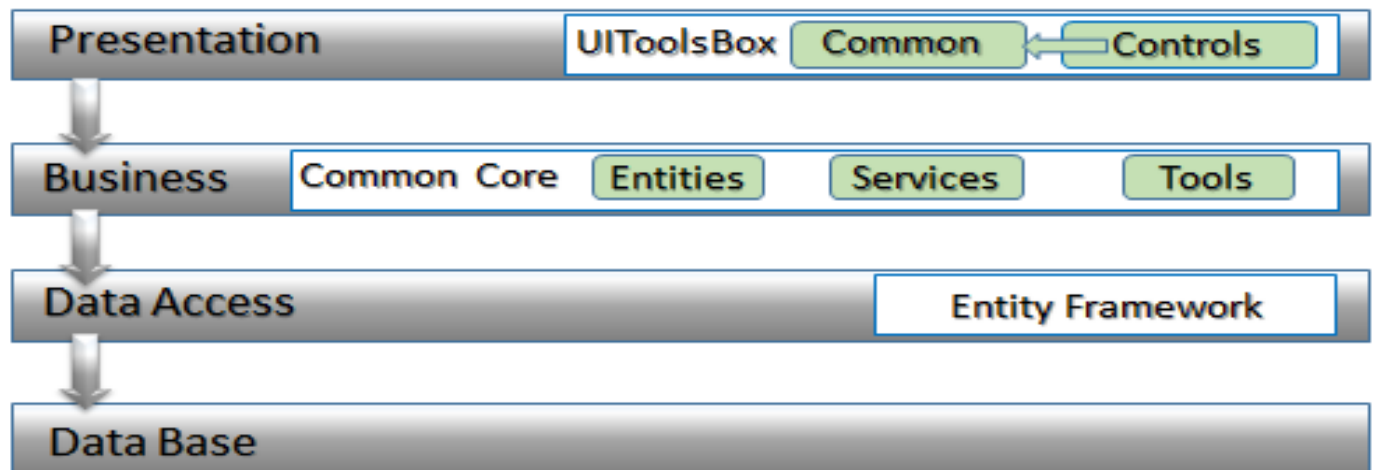 Presentation UIToolsBox Common Controls
Business Common Core Entities Services Tools
Data Access Entity Framework
Data Base